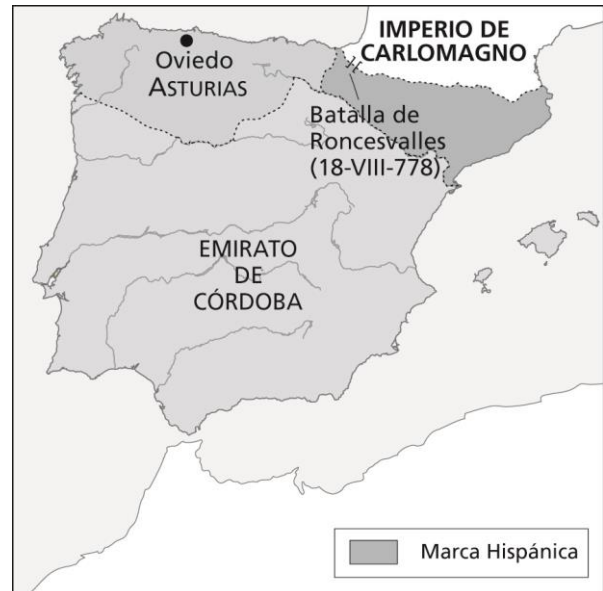 IMPERIO DE
CARLOMAGNO
Oviedo
ASTURIAS
Batalla de
Roncesvalles
(18-VIII-778)
EMIRATO
DE
CÓRDOBA
Marca Hispánica